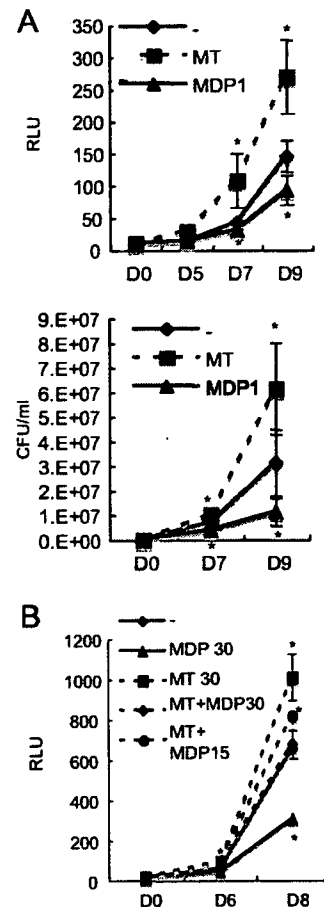 A
350
300
250
200
150
100
50
0
RLU
-
MT
MDP1
*
*
*
*
D0 D5 D7 D9
9.E+07
8.E+07
7.E+07
6.E+07
5.E+07
4.E+07
3.E+07
2.E+07
1.E+07
0.E+00
CFU/ml
-
MT
MDP1
*
*
*
*
D0 D7 D9
B
1200
1000
800
600
400
200
0
RLU
-
MDP 30
MT 30
MT+MDP30
MT+
MDP15
*
*
*
*
D0 D6 D8